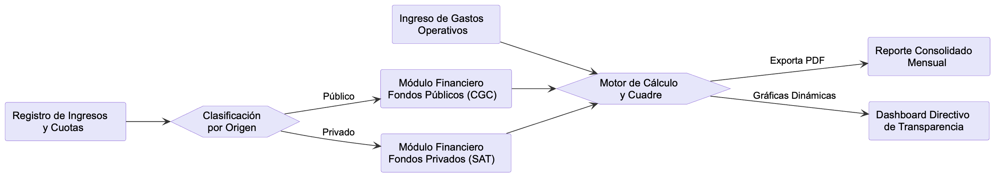 Ingreso de Gastos
Operativos
Reporte Consolidado
Mensual
Exporta PDF
Módulo Financiero
Fondos Públicos (CGC)
Motor de Cálculo
y Cuadre
Público
Gráficas Dinámicas
Registro de Ingresos
y Cuotas
Clasificación
por Origen
Dashboard Directivo
de Transparencia
Privado
Módulo Financiero
Fondos Privados (SAT)